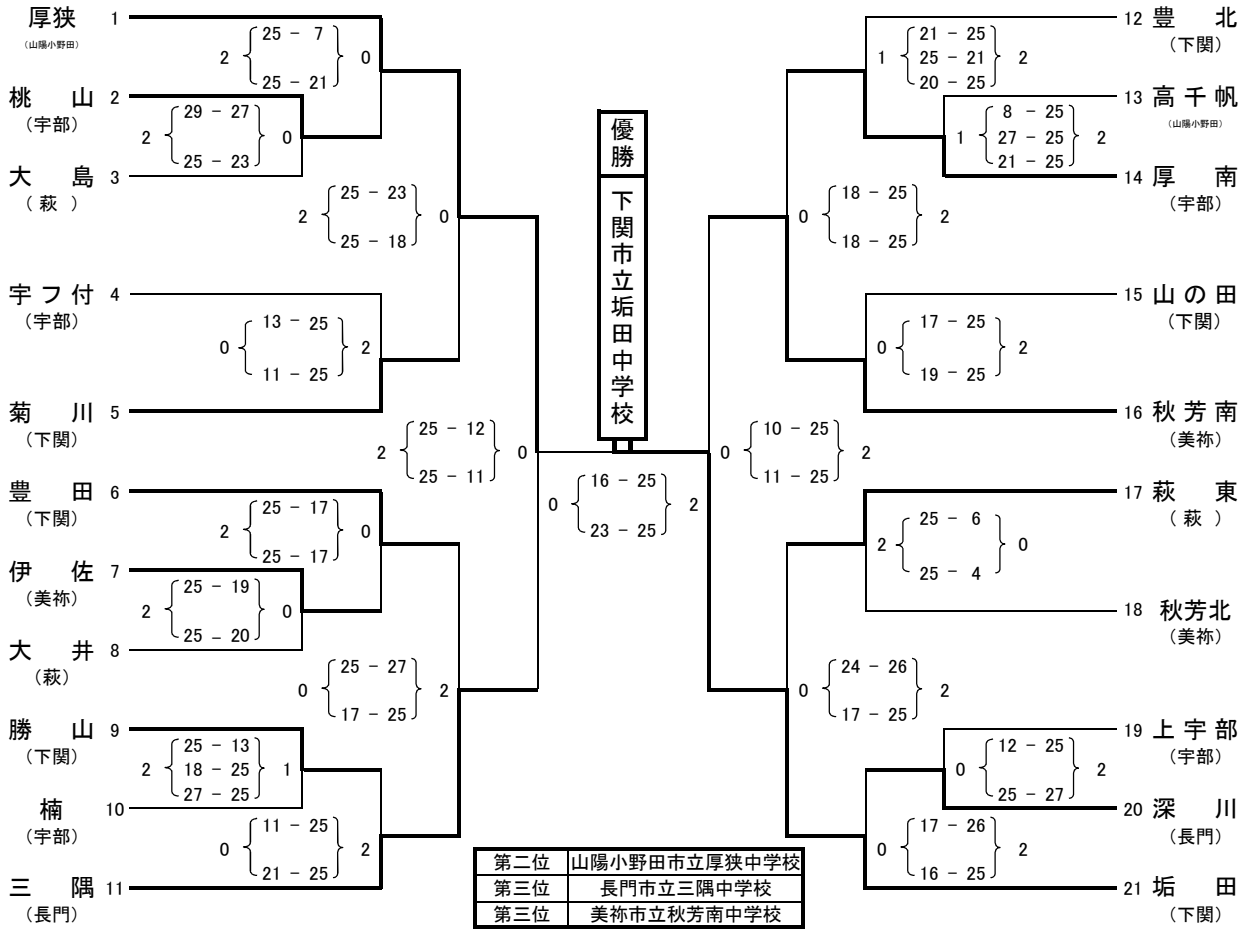 厚狭 1
（山陽小野田）
2 25 - 7 0
25 - 21
桃 山 2
（宇部）
2 29 - 27 0
25 - 23
大 島 3
（ 萩 ）
2 25 - 23 0
25 - 18
宇フ付 4
（宇部）
0 13 - 25 2
11 - 25
菊 川 5
（下関）
2 25 - 12 0
25 - 11
豊 田 6
（下関）
2 25 - 17 0
25 - 17
伊 佐 7
（美祢）
2 25 - 19 0
25 - 20
大 井 8
（萩）
0 25 - 27 2
17 - 25
勝 山 9
（下関）
2 25 - 13 1
18 - 25
27 - 25
楠 10
（宇部）
0 11 - 25 2
21 - 25
三 隅 11
（長門）
優勝
下関市立垢田中学校
0 16 - 25 2
23 - 25
12 豊 北
（下関）
1 21 - 25 2
25 - 21
20 - 25
13 高千帆
（山陽小野田）
1 8 - 25 2
27 - 25
21 - 25
14 厚 南
（宇部）
0 18 - 25 2
18 - 25
15 山の田
（下関）
0 17 - 25 2
19 - 25
16 秋芳南
（美祢）
0 10 - 25 2
11 - 25
17 萩 東
（ 萩 ）
2 25 - 6 0
25 - 4
18 秋芳北
（美祢）
0 24 - 26 2
17 - 25
19 上宇部
（宇部）
0 12 - 25 2
25 - 27
20 深 川
（長門）
0 17 - 26 2
16 - 25
21 垢 田
（下関）
第二位 山陽小野田市立厚狭中学校
第三位 長門市立三隅中学校
第三位 美祢市立秋芳南中学校